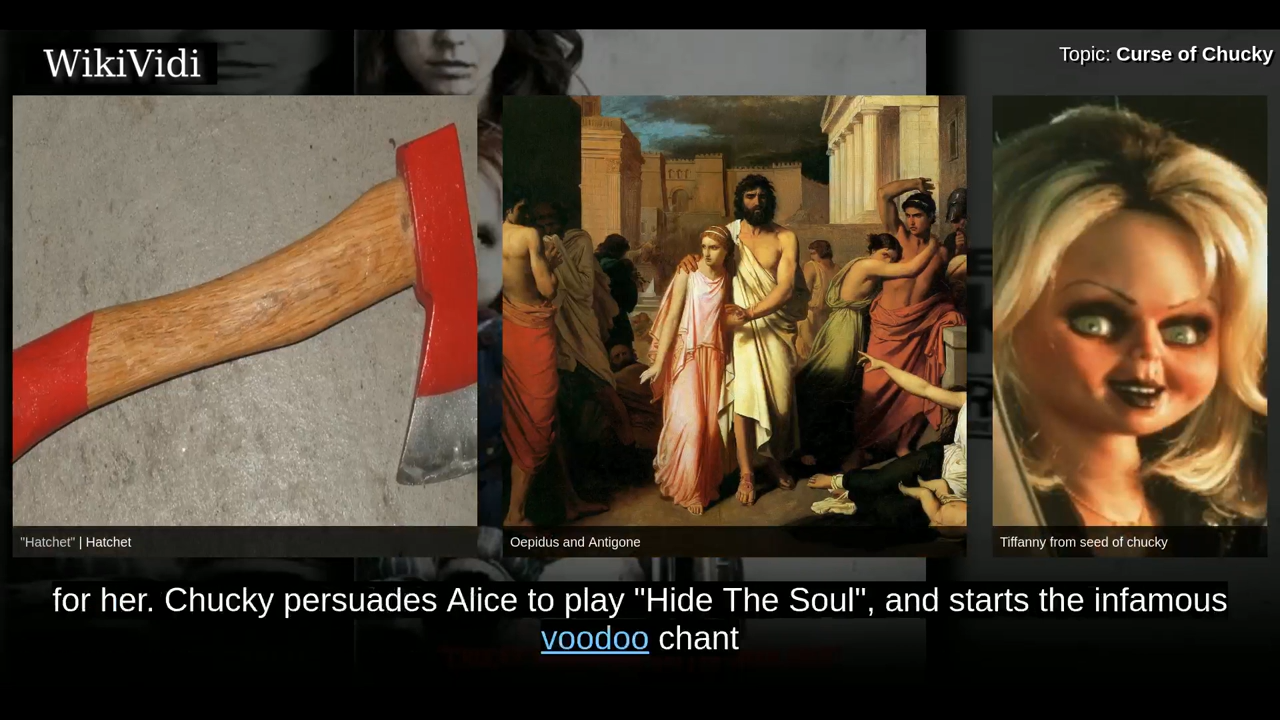 WikiVidi
Topic: Curse of Chucky
"Hatchet" | Hatchet
Oepidus and Antigone
Tiffanny from seed of chucky
for her. Chucky persuades Alice to play "Hide The Soul", and starts the infamous
voodoo chant